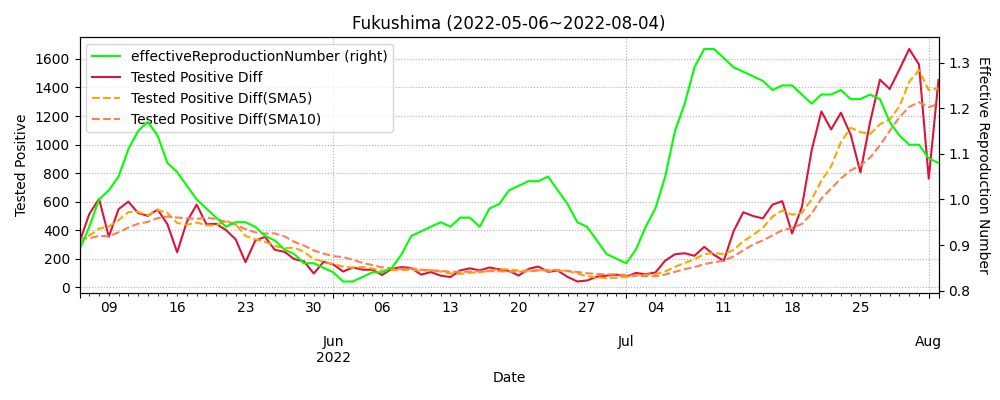 Fukushima (2022-05-06~2022-08-04)
effectiveReproductionNumber (right)
Tested Positive Diff
Tested Positive Diff(SMA5)
Tested Positive Diff(SMA10)
Tested Positive
1600
1400
1200
1000
800
600
400
200
0
Effective Reproduction Number
1.3
1.2
1.1
1.0
0.9
0.8
09 16 23 30 06 13 20 27 04 11 18 25
Jun Jul Aug
2022
Date